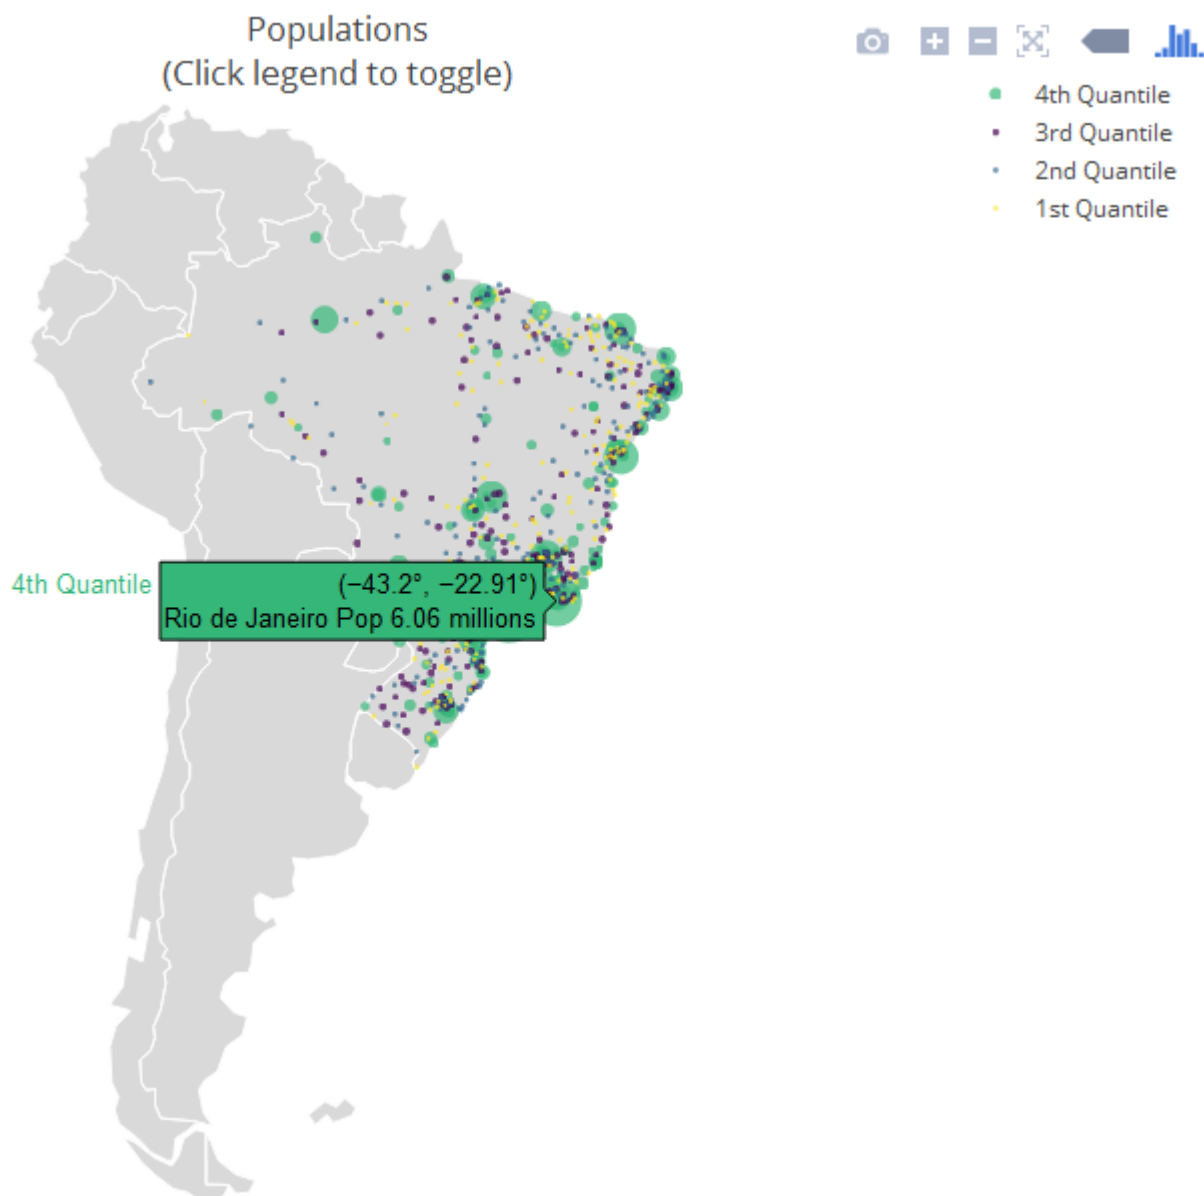 Populations
(Click legend to toggle)
4th Quantile
3rd Quantile
2nd Quantile
1st Quantile
4th Quantile
(−43.2°, −22.91°)
Rio de Janeiro Pop 6.06 millions